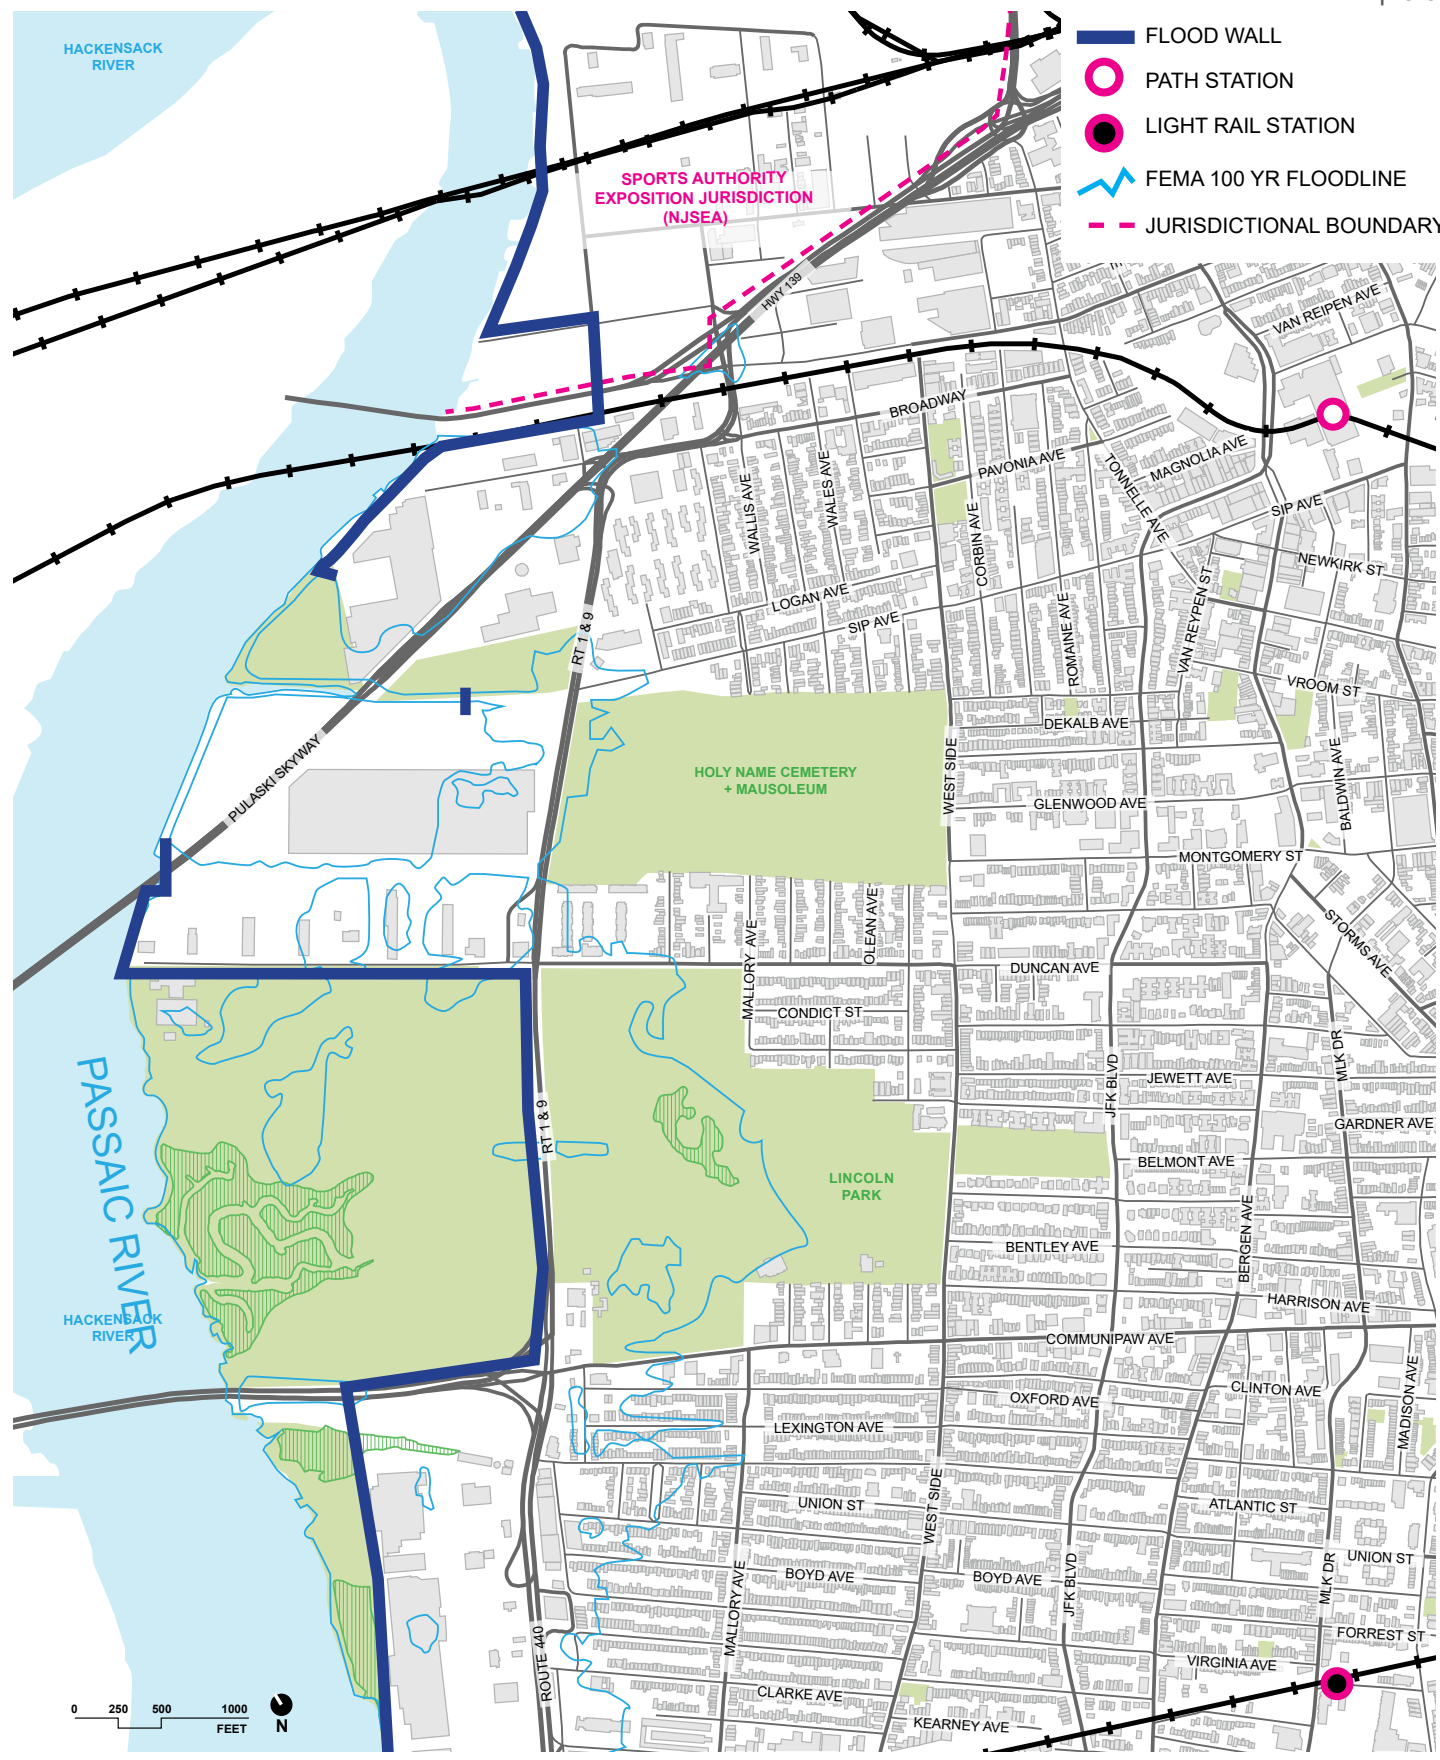 HACKENSACK
RIVER
FLOOD WALL
PATH STATION
LIGHT RAIL STATION
FEMA 100 YR FLOODLINE
JURISDICTIONAL BOUNDARY
SPORTS AUTHORITY
EXPOSITION JURISDICTION
(NJSEA)
HWY 139
VAN REIPEN AVE
BROADWAY
PAVONIA AVE
TONNELLE AVE
MAGNOLIA AVE
SIP AVE
WALLIS AVE
WALES AVE
CORBIN AVE
NEWKIRK ST
LOGAN AVE
SIP AVE
ROMAINE AVE
VAN REYPEN ST
RT 1 & 9
VROOM ST
DEKALB AVE
PULASKI SKYWAY
HOLY NAME CEMETERY
+ MAUSOLEUM
WEST SIDE
GLENWOOD AVE
BALDWIN AVE
MONTGOMERY ST
MALLORY AVE
OLEAN AVE
STORMS AVE
DUNCAN AVE
CONDICT ST
MLK DR
JFK BLVD
JEWETT AVE
RT 1 & 9
GARDNER AVE
PASSAIC RIVER
BELMONT AVE
LINCOLN
PARK
BENTLEY AVE
BERGEN AVE
HACKENSACK
RIVER
HARRISON AVE
COMMUNIPAW AVE
CLINTON AVE
OXFORD AVE
MADISON AVE
LEXINGTON AVE
UNION ST
WEST SIDE
ATLANTIC ST
UNION ST
BOYD AVE
BOYD AVE
MALLORY AVE
JFK BLVD
MLK DR
FORREST ST
ROUTE 440
VIRGINIA AVE
CLARKE AVE
KEARNEY AVE
0 250 500 1000
FEET
N